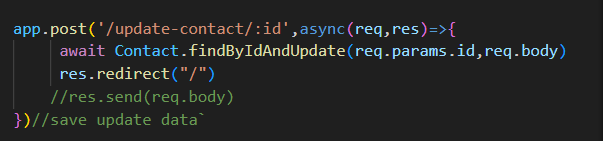 app.post('/update-contact/:id',async(req,res)=>{
await Contact.findByIdAndUpdate(req.params.id,req.body)
res.redirect("/")
//res.send(req.body)
})//save update data`